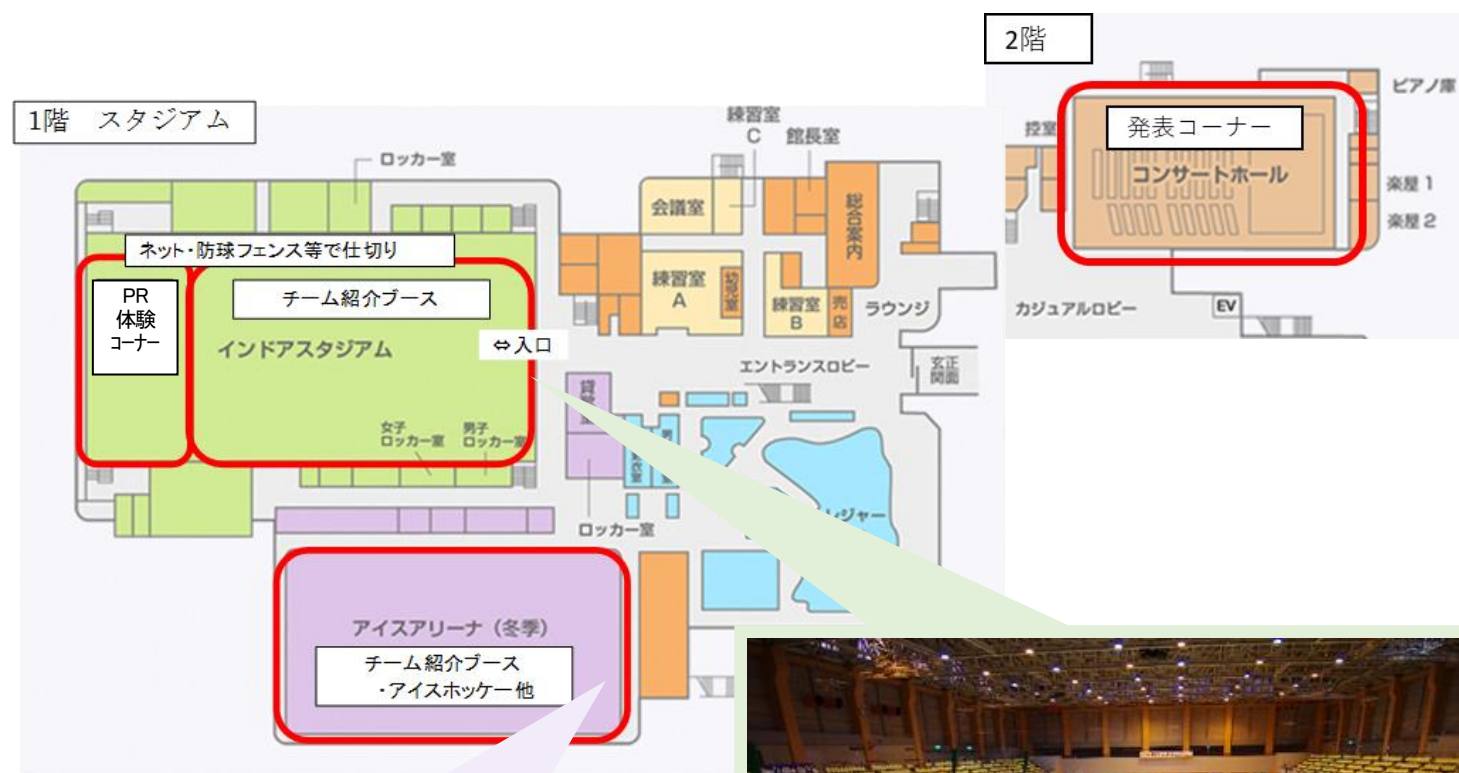 2階
ピアノ庫
控室
発表コーナー
コンサートホール
楽屋1
楽屋2
カジュアルロビー
EV
1階 スタジアム
ロッカー室
練習室
C
館長室
会議室
総合案内
ネット・防球フェンス等で仕切り
PR
体験
コーナー
チーム紹介ブース
インドアスタジアム
⇔入口
練習室
A
幼児室
練習室
B
売店
ラウンジ
エントランスロビー
正面
玄関
女子
ロッカー室
男子
ロッカー室
ロッカー室
レジャー
アイスアリーナ（冬季）
チーム紹介ブース
・アイスホッケー他